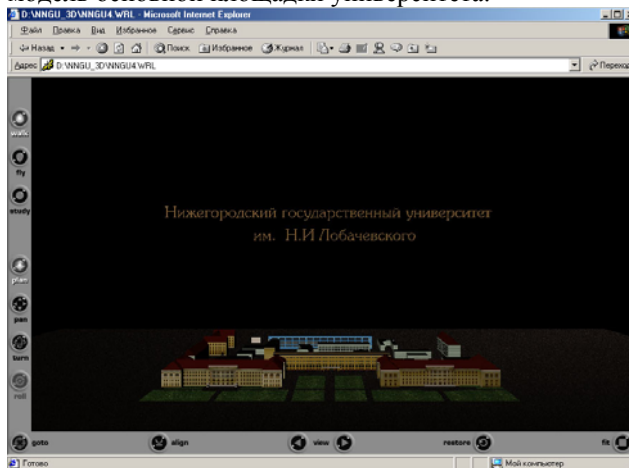 модель основной площадки университета.
D:\NNGU_3D\NNGU4.WRL - Microsoft Internet Explorer
Файл Правка Вид Избранное Сервис Справка
Назад Поиск Избранное Журнал
Адрес D:\NNGU_3D\NNGU4.WRL Переход
walk
fly
study
Нижегородский государственный университет
им. Н.И Лобачевского
plan
pan
turn
roll
goto align view restore fit
Готово Мой компьютер